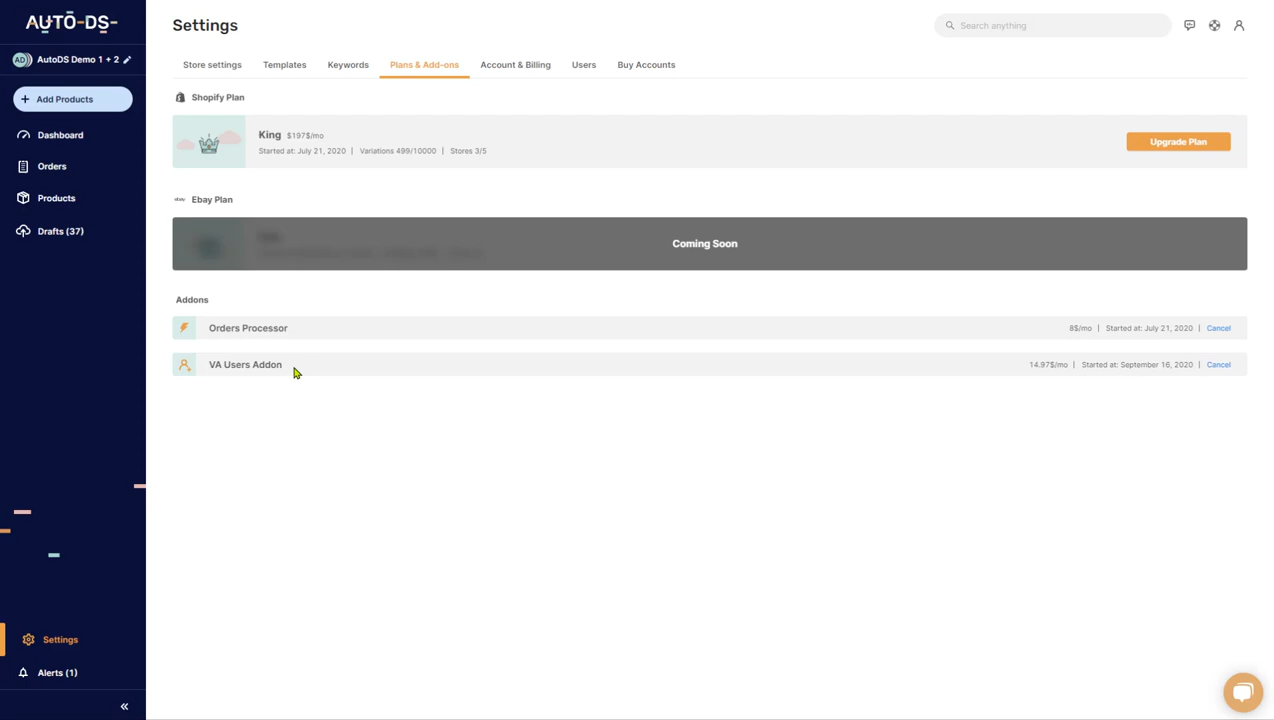 AUTO-DS-
Settings
Search anything
AD AutoDS Demo 1 + 2
Store settings Templates Keywords Plans & Add-ons Account & Billing Users Buy Accounts
+ Add Products
Dashboard
Orders
Products
Drafts (37)
Shopify Plan
King $197$/mo
Started at: July 21, 2020 | Variations 499/10000 | Stores 3/5
Upgrade Plan
ebay Ebay Plan
Coming Soon
Addons
Orders Processor 8$/mo | Started at: July 21, 2020 | Cancel
VA Users Addon 14.97$/mo | Started at: September 16, 2020 | Cancel
Settings
Alerts (1)
«